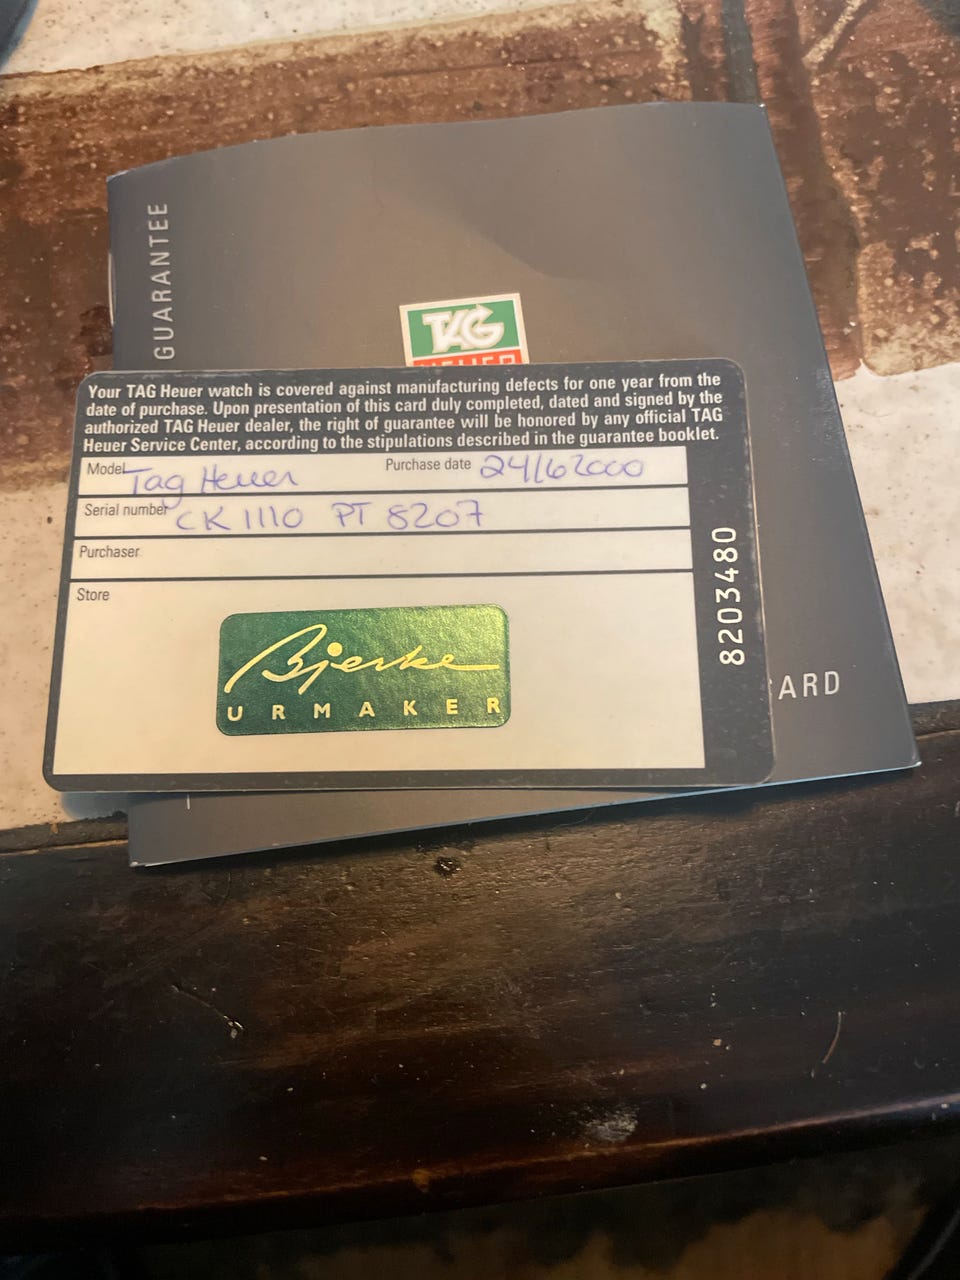 GUARANTEE
TAG
HEUER
Your TAG Heuer watch is covered against manufacturing defects for one year from the
date of purchase. Upon presentation of this card duly completed, dated and signed by the
authorized TAG Heuer dealer, the right of guarantee will be honored by any official TAG
Heuer Service Center, according to the stipulations described in the guarantee booklet.
Model Tag Heuer Purchase date 24/6 2000
Serial number CK 1110 PT 8207
Purchaser
Store
Bjerke
URMAKER
8203480
CARD